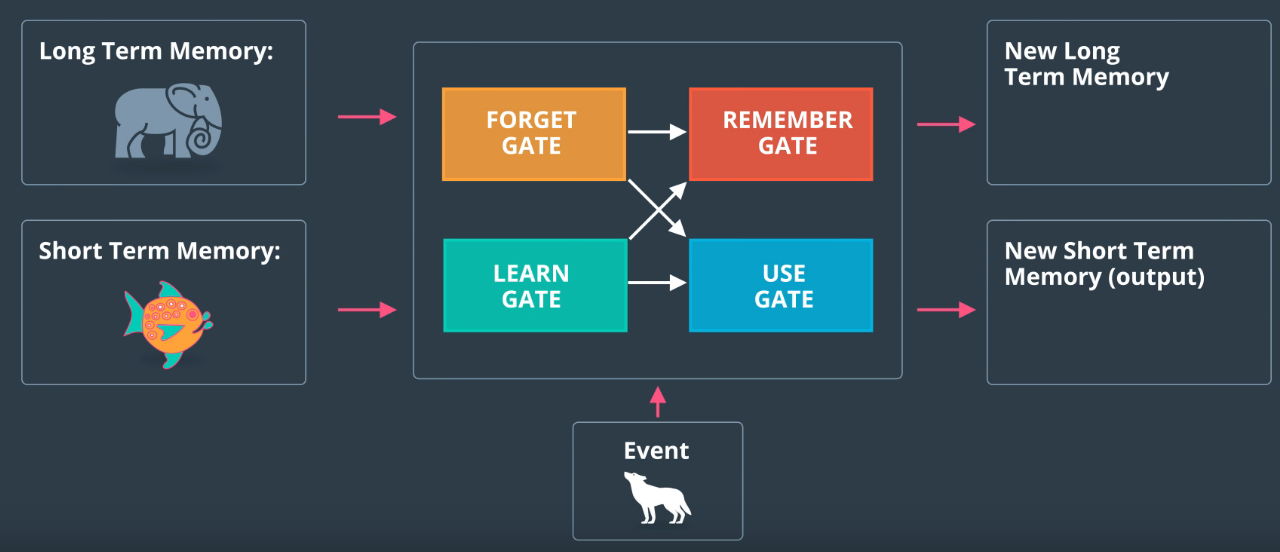 Long Term Memory:
Short Term Memory:
FORGET
GATE
REMEMBER
GATE
LEARN
GATE
USE
GATE
Event
New Long
Term Memory
New Short Term
Memory (output)